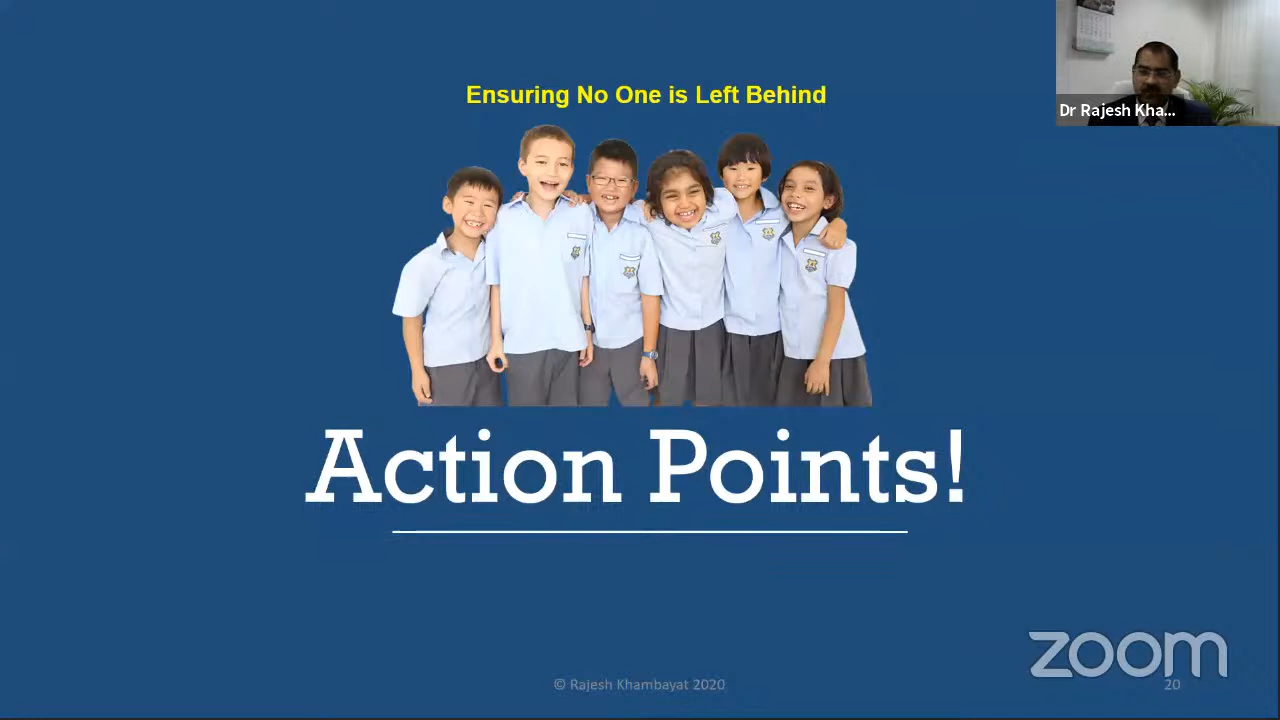 Ensuring No One is Left Behind
Dr Rajesh Kha...
Action Points!
zoom
© Rajesh Khambayat 2020
20